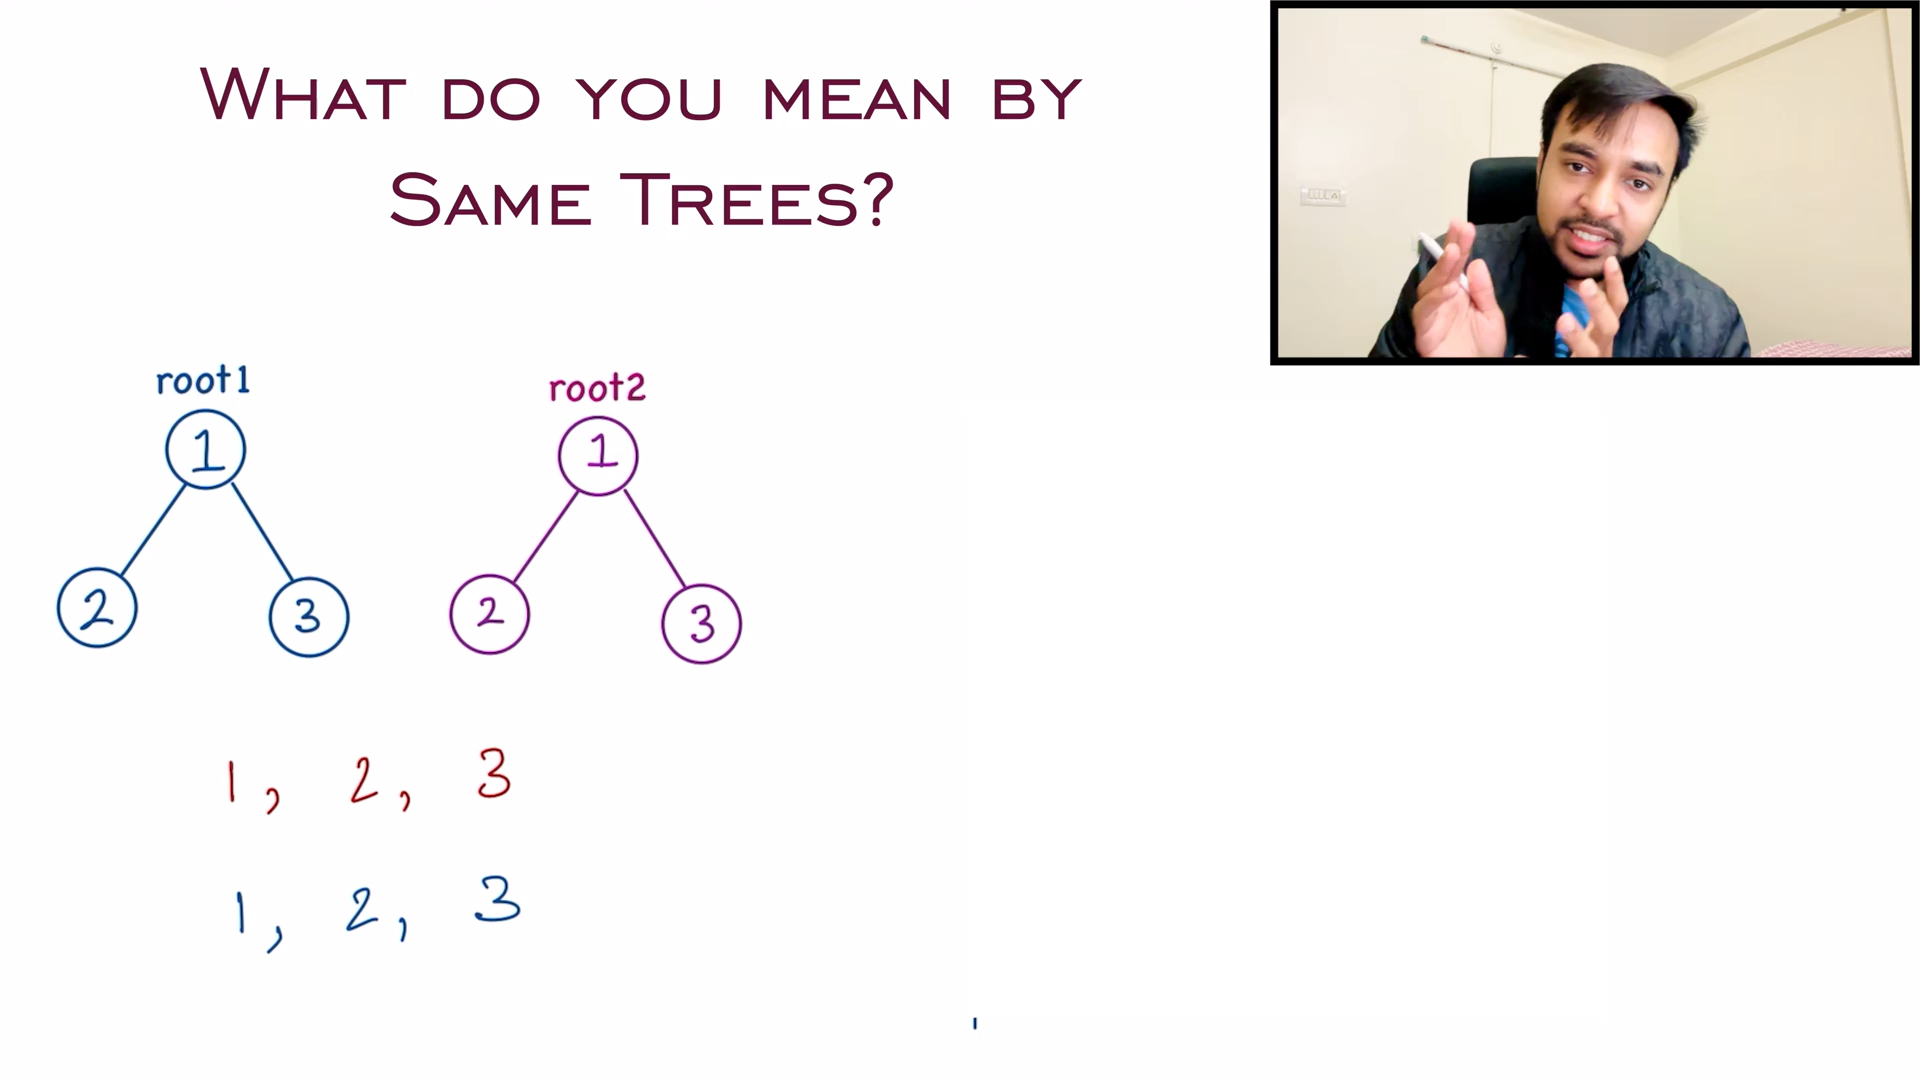 WHAT DO YOU MEAN BY
SAME TREES?
root1
root2
1
1
2
3
2
3
1, 2, 3
1, 2, 3